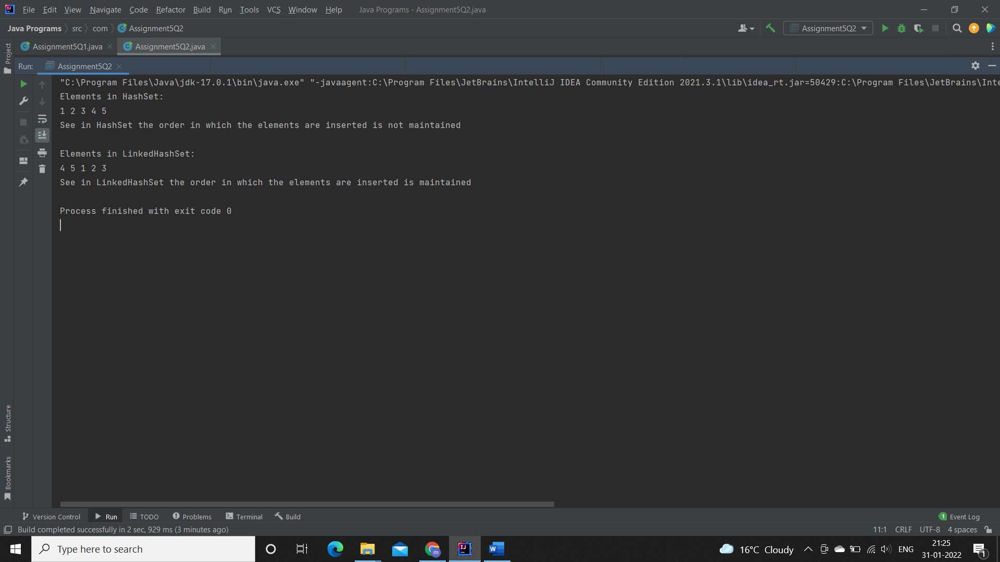 File Edit View Navigate Code Refactor Build Run Tools VCS Window Help Java Programs - Assignment5Q2.java
Java Programs src com Assignment5Q2 Assignment5Q2
Assignment5Q1.java Assignment5Q2.java
Project
Run: Assignment5Q2
"C:\Program Files\Java\jdk-17.0.1\bin\java.exe" "-javaagent:C:\Program Files\JetBrains\IntelliJ IDEA Community Edition 2021.3.1\lib\idea_rt.jar=50429:C:\Program Files\JetBrains\Inte
Elements in HashSet:
1 2 3 4 5
See in HashSet the order in which the elements are inserted is not maintained
Elements in LinkedHashSet:
4 5 1 2 3
See in LinkedHashSet the order in which the elements are inserted is maintained
Process finished with exit code 0
Structure
Bookmarks
Version Control Run TODO Problems Terminal Build 1 Event Log
Build completed successfully in 2 sec, 929 ms (3 minutes ago) 11:1 CRLF UTF-8 4 spaces
Type here to search 16°C Cloudy ENG 21:25
31-01-2022 1